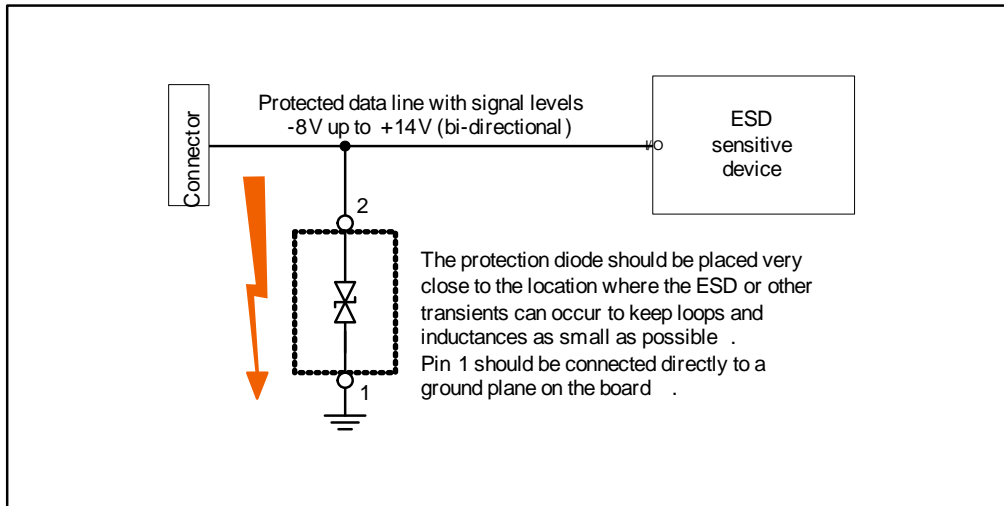 Connector
Protected data line with signal levels
-8V up to +14V (bi-directional)
I/O
ESD
sensitive
device
2
The protection diode should be placed very
close to the location where the ESD or other
transients can occur to keep loops and
inductances as small as possible .
Pin 1 should be connected directly to a
ground plane on the board .
1